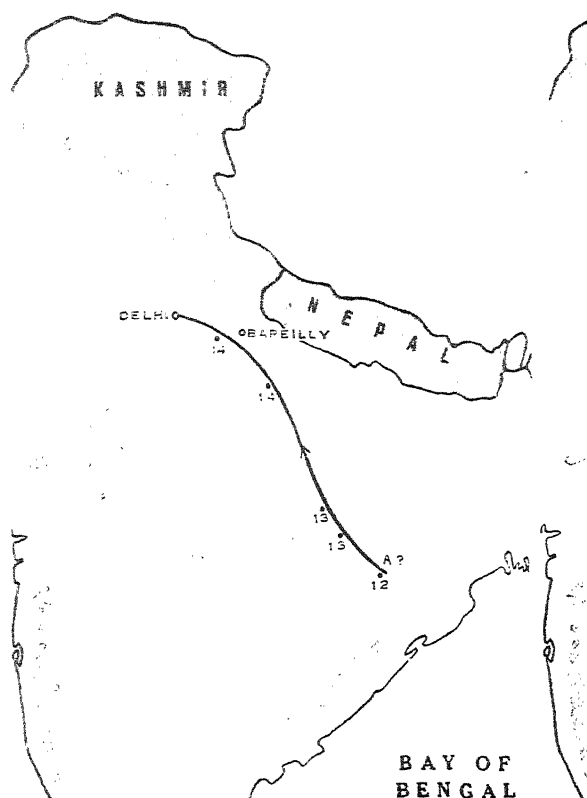 KASHMIR
NEPAL
DELHI
BAREILLY
14
14
13
13
A?
12
BAY OF
BENGAL